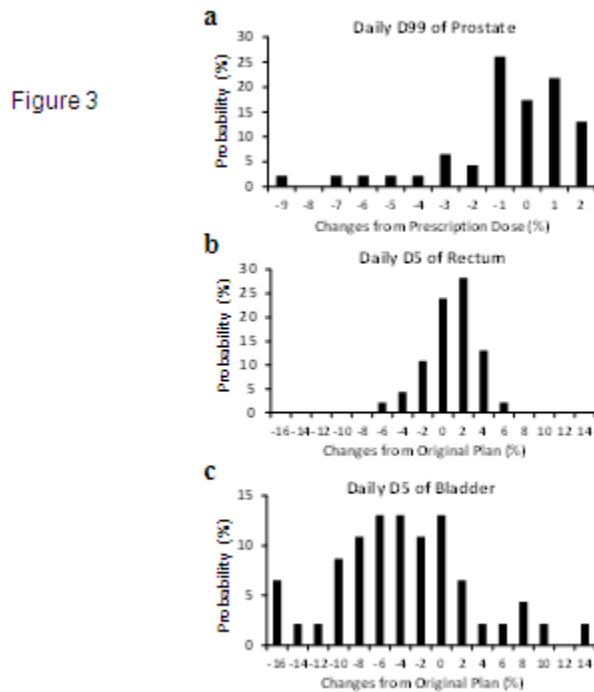 Figure 3
a
Daily D99 of Prostate
Probability (%)
30
25
20
15
10
5
0
-9 -8 -7 -6 -5 -4 -3 -2 -1 0 1 2
Changes from Prescription Dose (%)
b
Daily D5 of Rectum
Probability (%)
30
25
20
15
10
5
0
-16 -14 -12 -10 -8 -6 -4 -2 0 2 4 6 8 10 12 14
Changes from Original Plan (%)
c
Daily D5 of Bladder
Probability (%)
15
10
5
0
-16 -14 -12 -10 -8 -6 -4 -2 0 2 4 6 8 10 12 14
Changes from Original Plan (%)